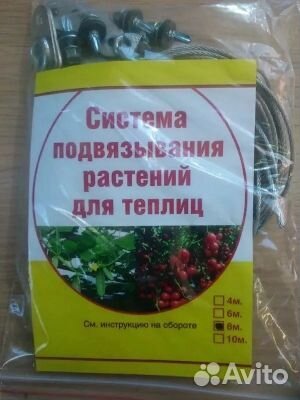 Система
подвязывания
растений
для теплиц
4м.
6м.
8м.
10м.
См. инструкцию на обороте
Avito